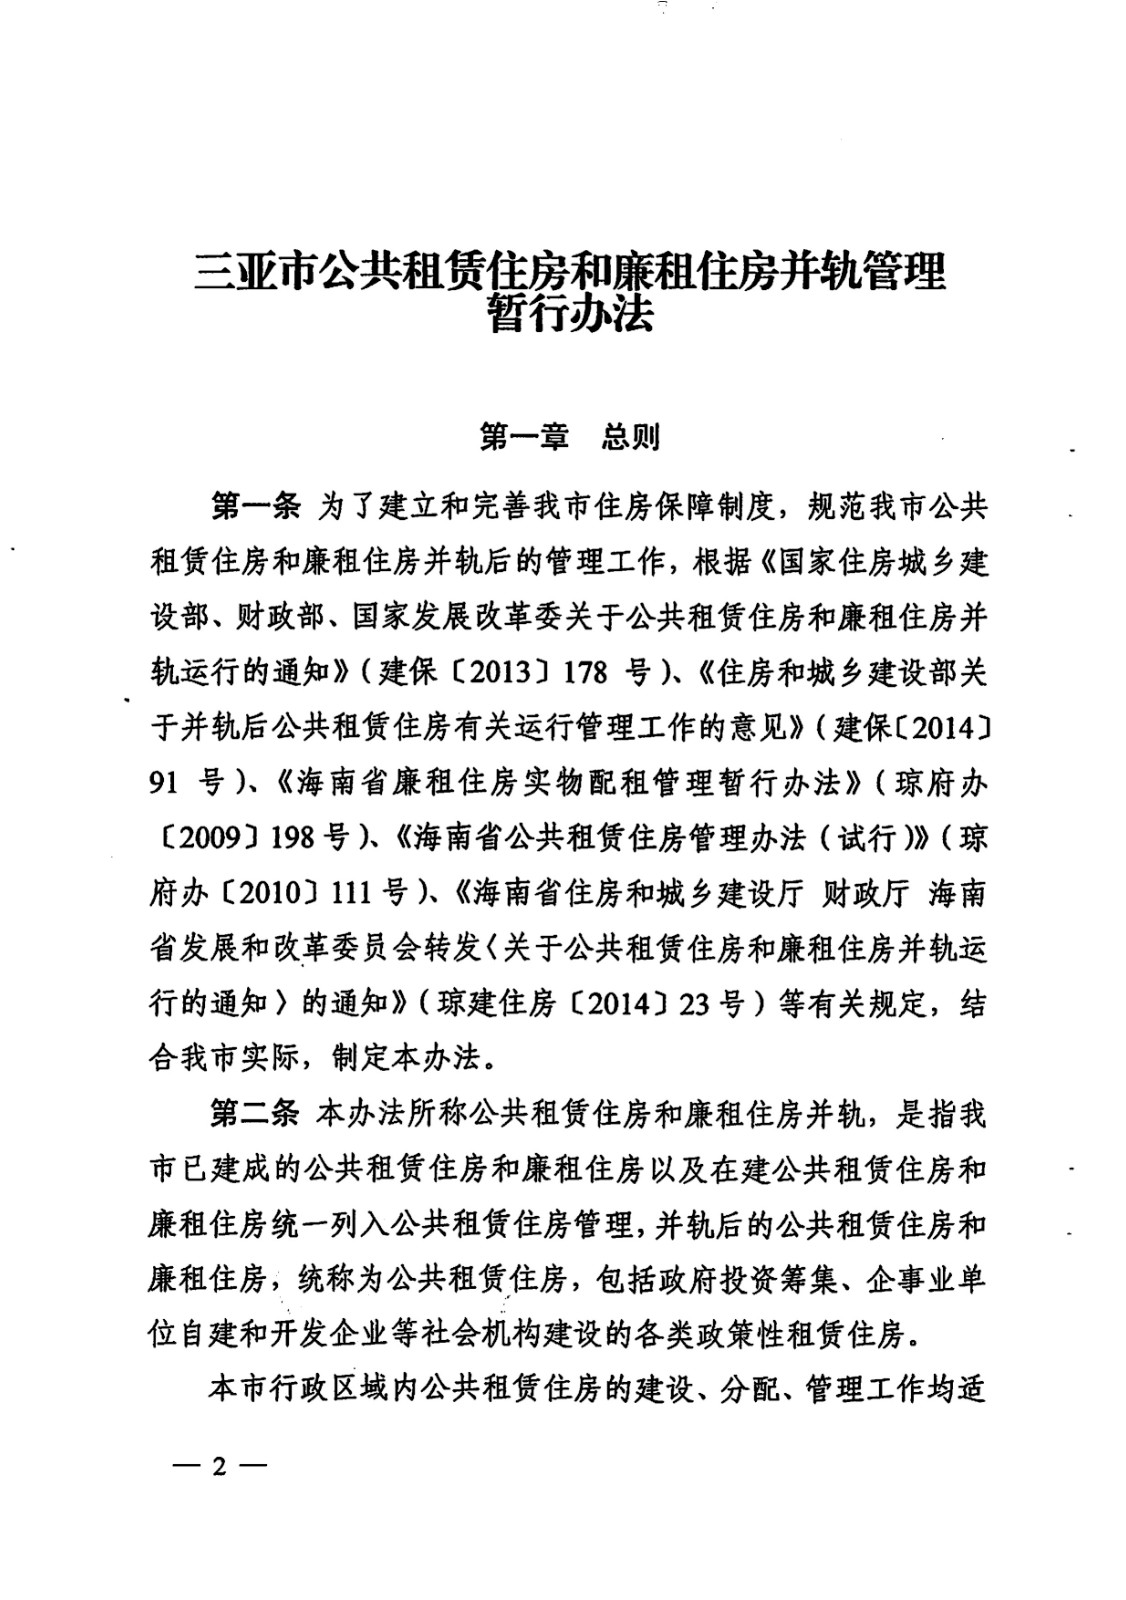 三亚市公共租赁住房和廉租住房并轨管理
暂行办法
第一章 总则
第一条 为了建立和完善我市住房保障制度，规范我市公共
租赁住房和廉租住房并轨后的管理工作，根据《国家住房城乡建
设部、财政部、国家发展改革委关于公共租赁住房和廉租住房并
轨运行的通知》（建保〔2013〕178 号）、《住房和城乡建设部关
于并轨后公共租赁住房有关运行管理工作的意见》（建保〔2014〕
91 号）、《海南省廉租住房实物配租管理暂行办法》（琼府办
〔2009〕198号）、《海南省公共租赁住房管理办法（试行）》（琼
府办〔2010〕111号）、《海南省住房和城乡建设厅 财政厅 海南
省发展和改革委员会转发〈关于公共租赁住房和廉租住房并轨运
行的通知〉的通知》（琼建住房〔2014〕23号）等有关规定，结
合我市实际，制定本办法。
第二条 本办法所称公共租赁住房和廉租住房并轨，是指我
市已建成的公共租赁住房和廉租住房以及在建公共租赁住房和
廉租住房统一列入公共租赁住房管理，并轨后的公共租赁住房和
廉租住房，统称为公共租赁住房，包括政府投资筹集、企事业单
位自建和开发企业等社会机构建设的各类政策性租赁住房。
本市行政区域内公共租赁住房的建设、分配、管理工作均适
— 2 —